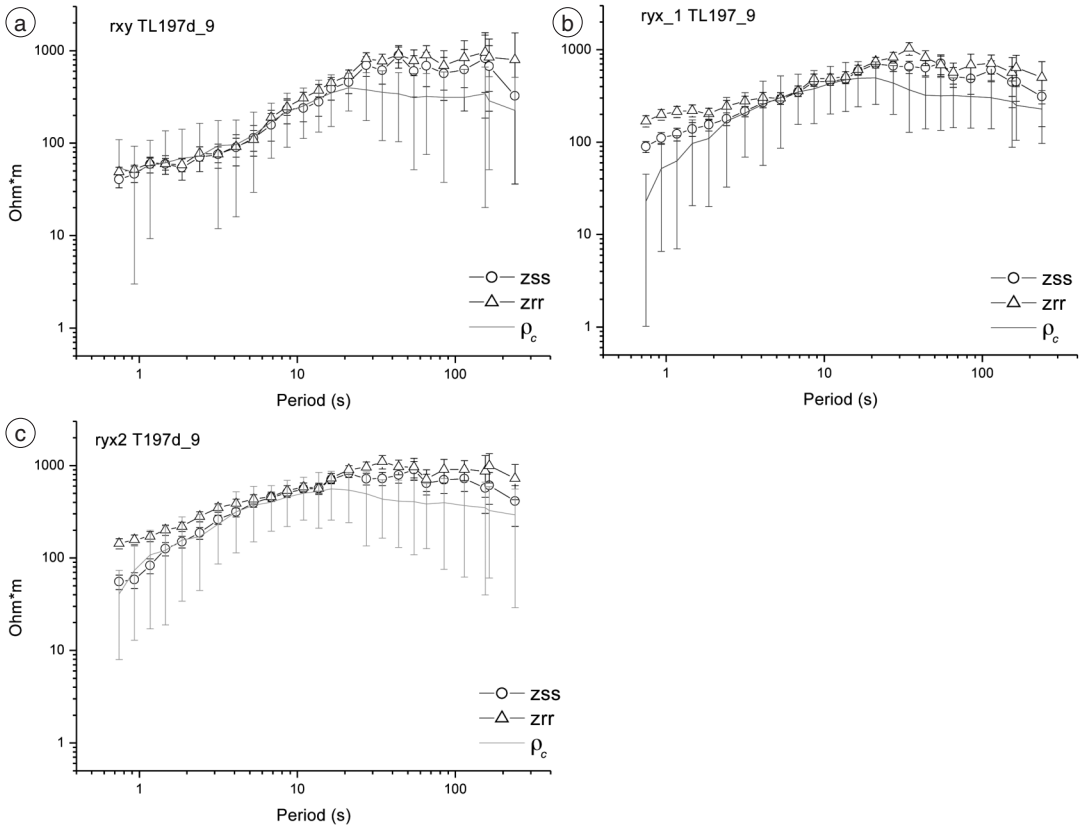 a
rxy TL197d_9
1000
100
10
1
Ohm*m
zss
zrr
ρc
1
10
100
Period (s)
b
ryx_1 TL197_9
1000
100
10
1
zss
zrr
ρc
1
10
100
Period (s)
c
ryx2 T197d_9
1000
100
10
1
Ohm*m
zss
zrr
ρc
1
10
100
Period (s)